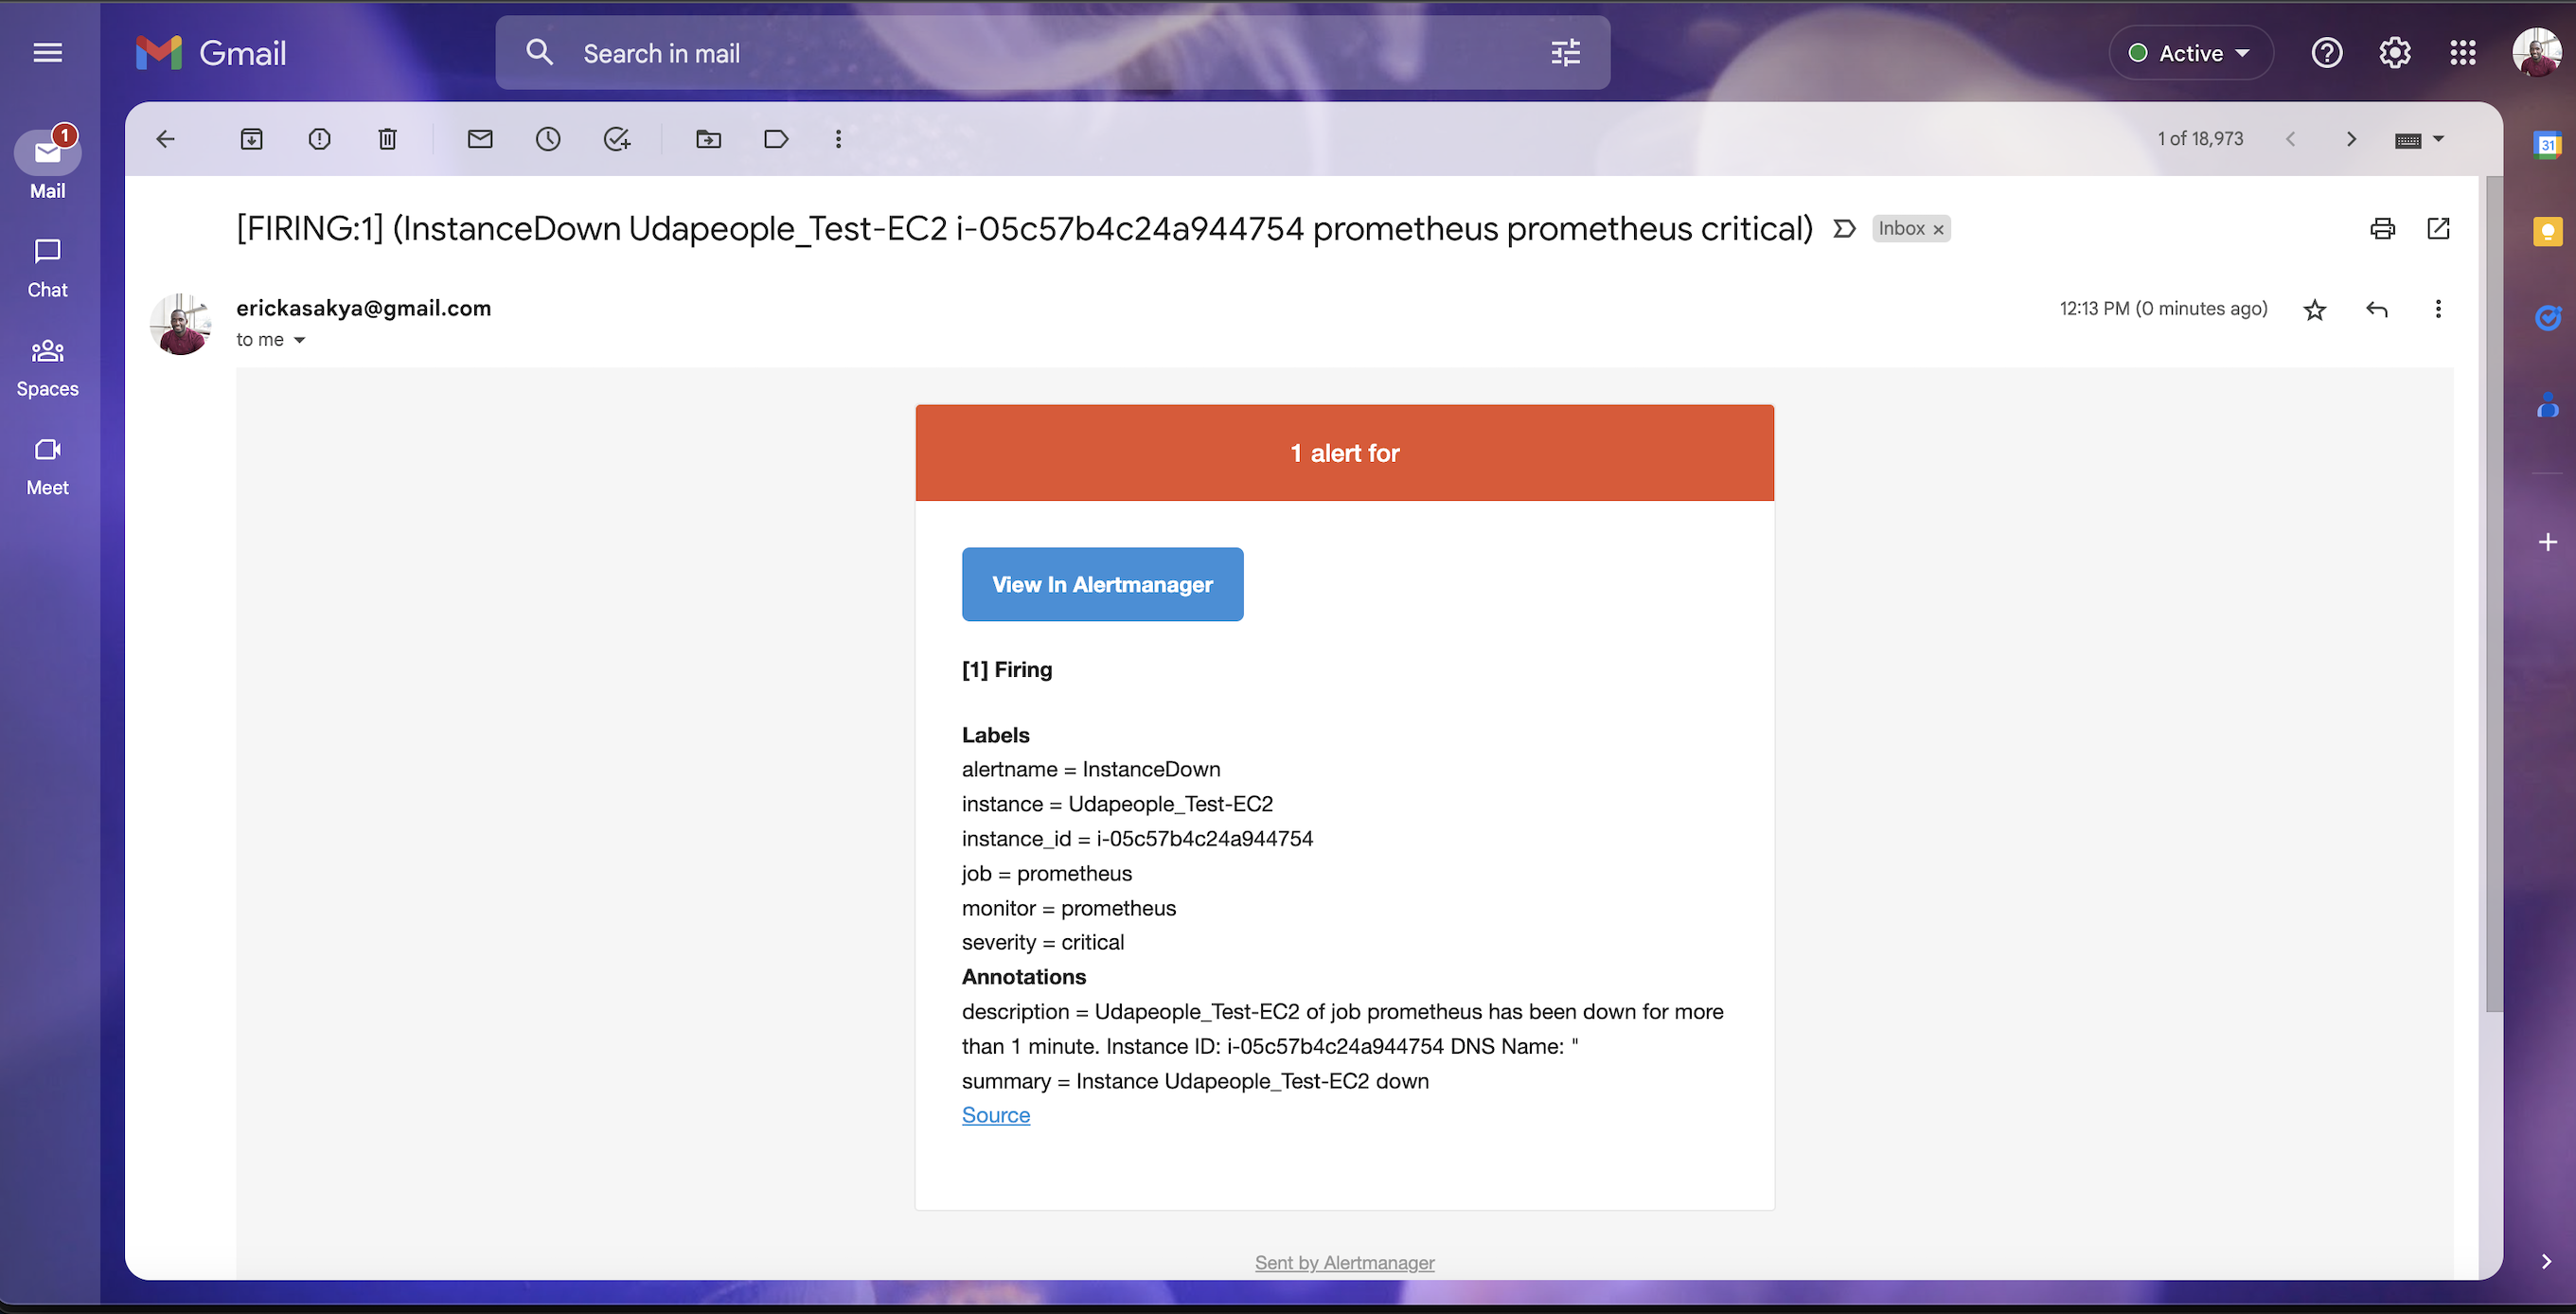 Gmail
Search in mail
Active
1
Mail
Chat
Spaces
Meet
1 of 18,973
31
[FIRING:1] (InstanceDown Udapeople_Test-EC2 i-05c57b4c24a944754 prometheus prometheus critical)
Inbox ×
erickasakya@gmail.com
12:13 PM (0 minutes ago)
to me
1 alert for
View In Alertmanager
[1] Firing
Labels
alertname = InstanceDown
instance = Udapeople_Test-EC2
instance_id = i-05c57b4c24a944754
job = prometheus
monitor = prometheus
severity = critical
Annotations
description = Udapeople_Test-EC2 of job prometheus has been down for more
than 1 minute. Instance ID: i-05c57b4c24a944754 DNS Name: "
summary = Instance Udapeople_Test-EC2 down
Source
Sent by Alertmanager